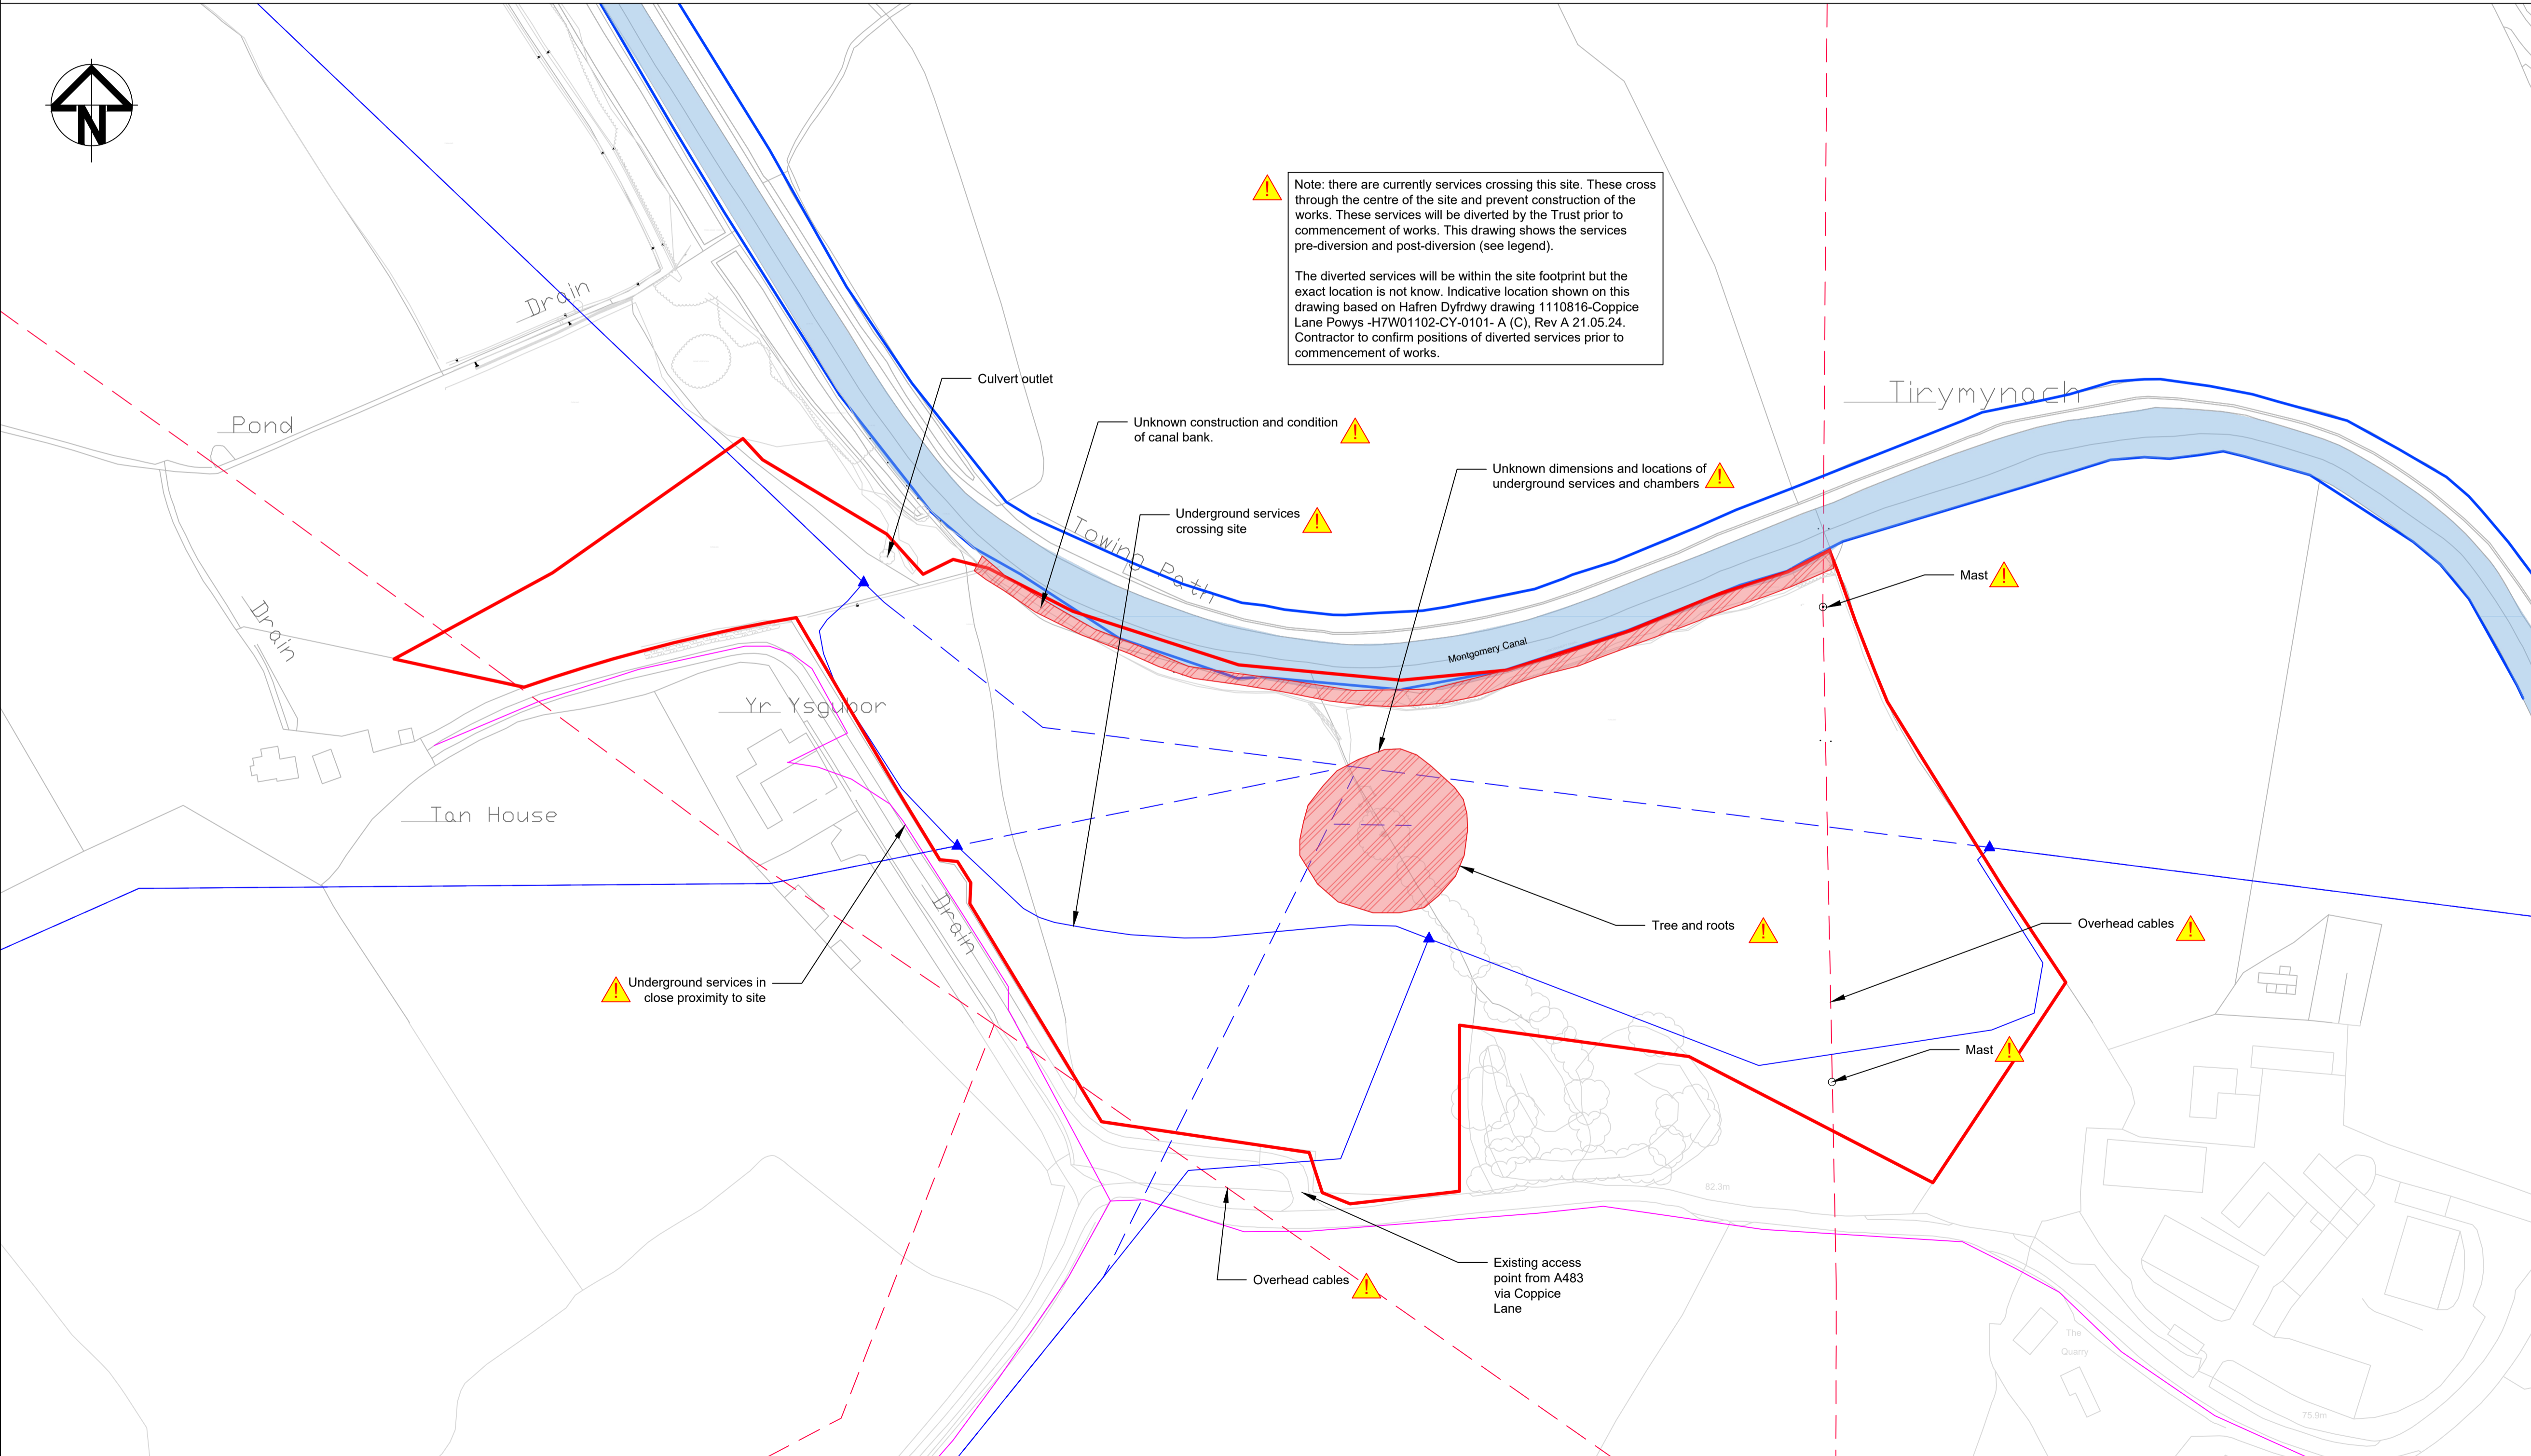 N
Note: there are currently services crossing this site. These cross
through the centre of the site and prevent construction of the
works. These services will be diverted by the Trust prior to
commencement of works. This drawing shows the services
pre-diversion and post-diversion (see legend).
The diverted services will be within the site footprint but the
exact location is not know. Indicative location shown on this
drawing based on Hafren Dyfrdwy drawing 1110816-Coppice
Lane Powys -H7W01102-CY-0101- A (C), Rev A 21.05.24.
Contractor to confirm positions of diverted services prior to
commencement of works.
Drain
Culvert outlet
Tirymynach
Pond
Unknown construction and condition
of canal bank.
Unknown dimensions and locations of
underground services and chambers
Underground services
crossing site
Towing Path
Mast
Drain
Montgomery Canal
Yr Ysgubor
Tan House
Drain
Tree and roots
Overhead cables
Underground services in
close proximity to site
Mast
82.3m
Existing access
point from A483
via Coppice
Lane
Overhead cables
The
Quarry
75.9m